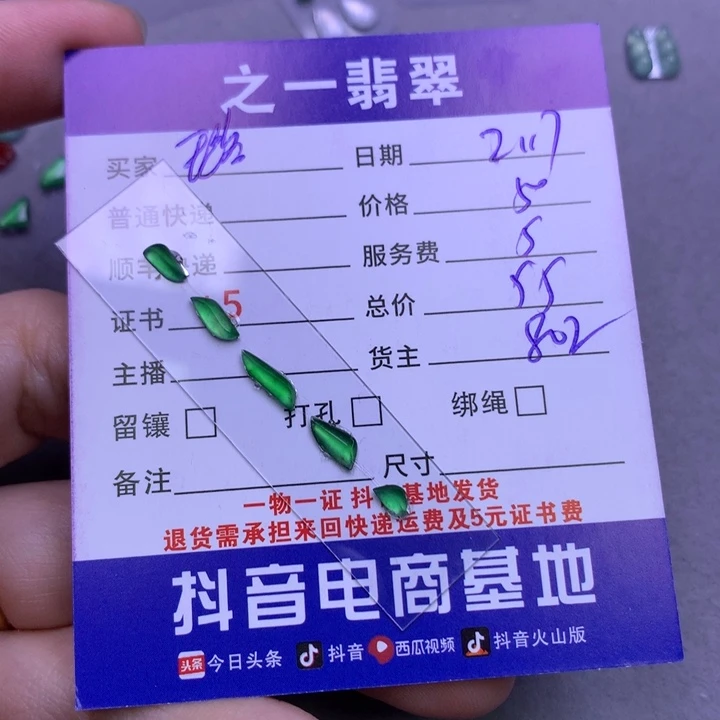 之一翡翠
买家 日期 2117
普通快递 价格 50
顺丰快递 服务费 5
证书 5 总价 55
主播 货主 802
留镶 打孔 绑绳
备注 尺寸
一物一证 抖 基地发货
退货需承担来回快递运费及5元证书费
抖音电商基地
头条 今日头条 抖音 西瓜视频 抖音火山版